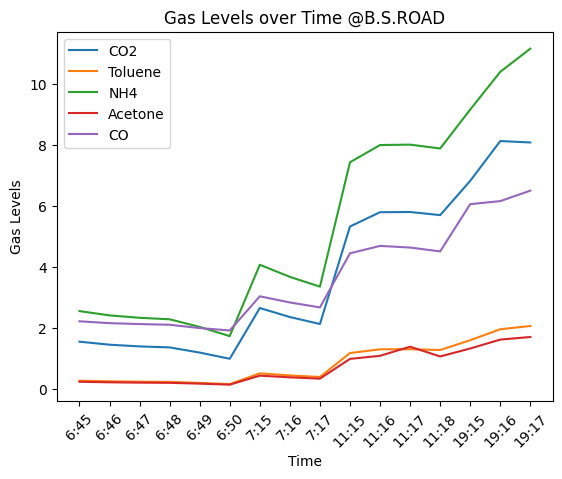 Gas Levels over Time @B.S.ROAD
CO2
Toluene
NH4
Acetone
CO
Gas Levels
10
8
6
4
2
0
6:45
6:46
6:47
6:48
6:49
6:50
7:15
7:16
7:17
11:15
11:16
11:17
11:18
19:15
19:16
19:17
Time